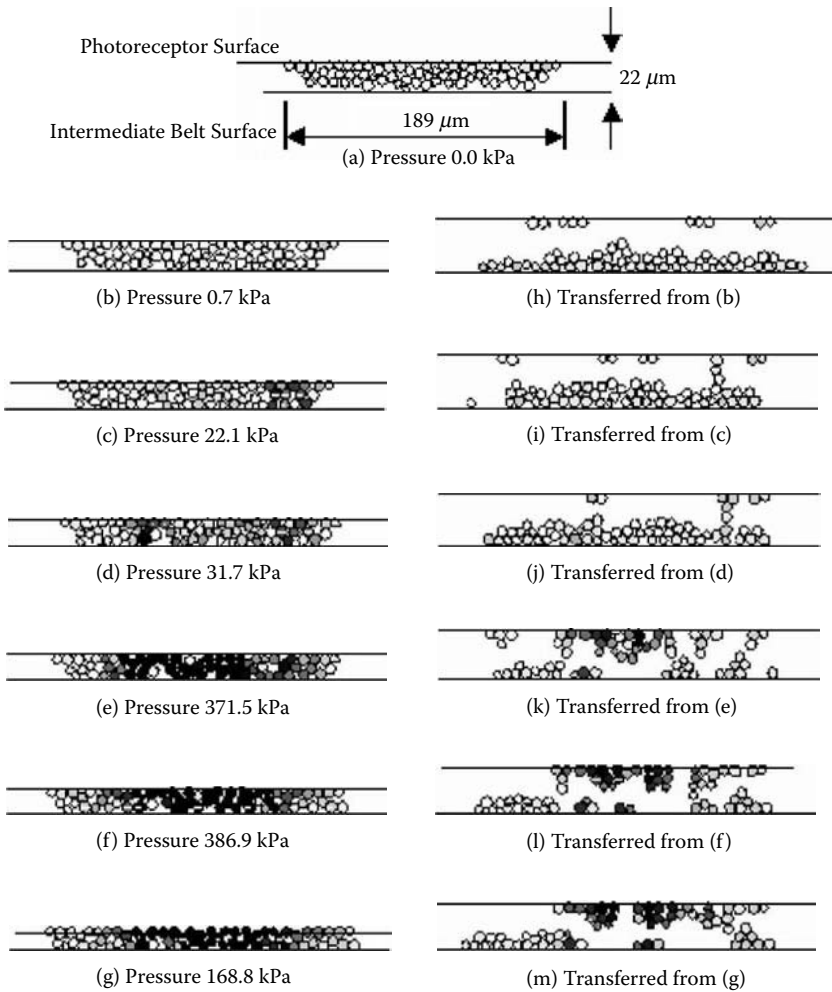 Photoreceptor Surface
22 μm
189 μm
Intermediate Belt Surface
(a) Pressure 0.0 kPa
(b) Pressure 0.7 kPa
(h) Transferred from (b)
(c) Pressure 22.1 kPa
(i) Transferred from (c)
(d) Pressure 31.7 kPa
(j) Transferred from (d)
(e) Pressure 371.5 kPa
(k) Transferred from (e)
(f) Pressure 386.9 kPa
(l) Transferred from (f)
(g) Pressure 168.8 kPa
(m) Transferred from (g)